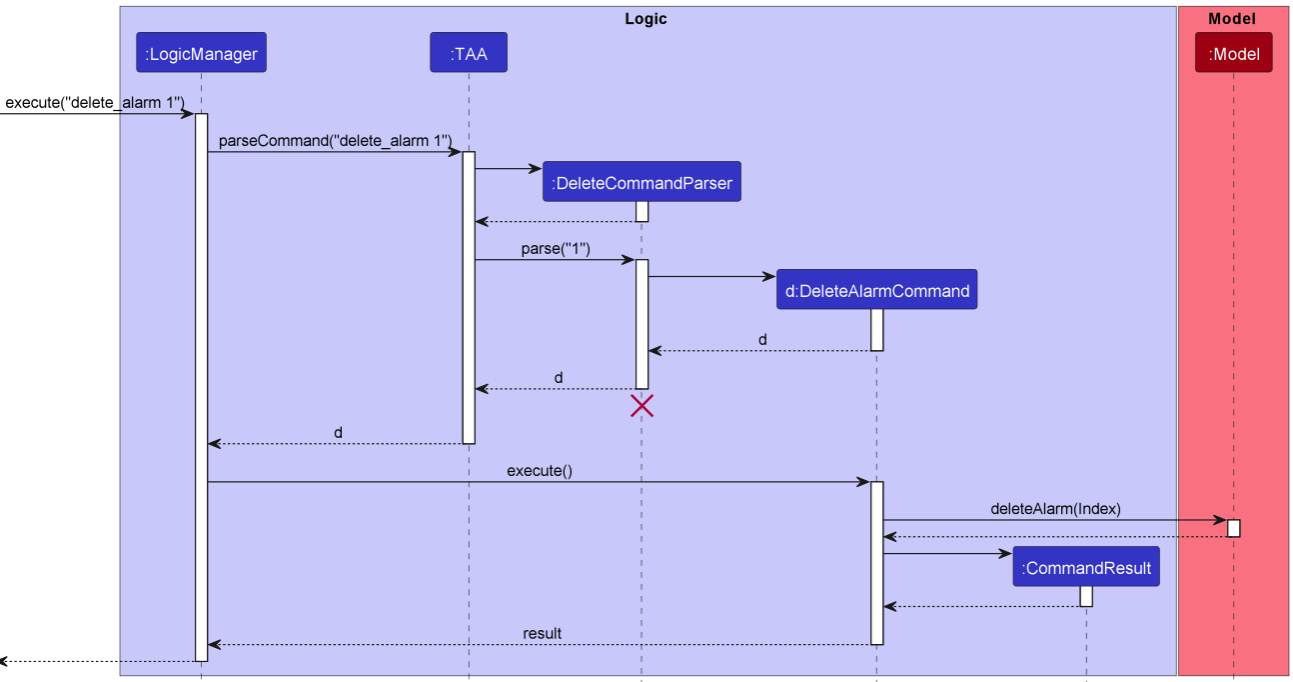 Logic
Model
:LogicManager
:TAA
:Model
execute("delete_alarm 1")
parseCommand("delete_alarm 1")
:DeleteCommandParser
parse("1")
d:DeleteAlarmCommand
d
d
d
execute()
deleteAlarm(Index)
:CommandResult
result